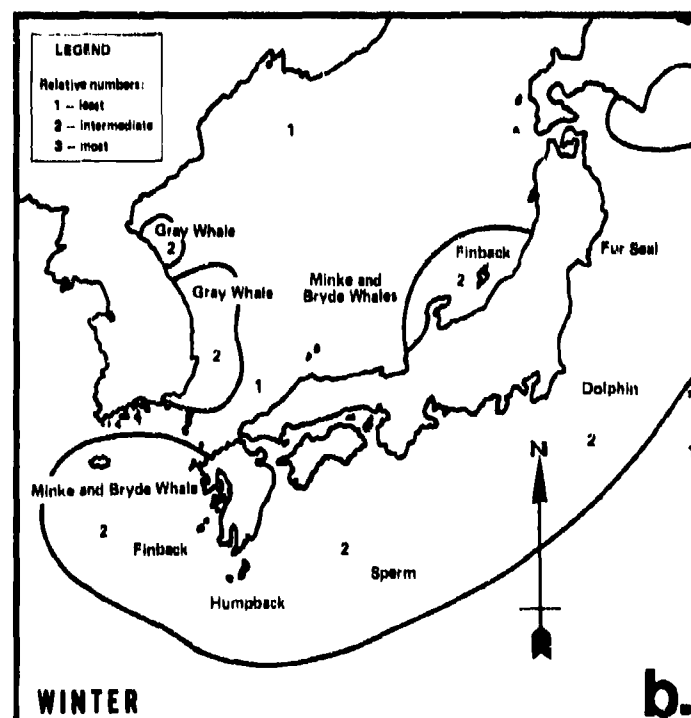 LEGEND
Relative numbers:
1 -- least
2 -- intermediate
3 -- most
1
Gray Whale
2
Finback
2
Fur Seal
Gray Whale
2
Minke and
Bryde Whales
1
Dolphin
2
N
Minke and Bryde Whale
2
Finback
2
Sperm
Humpback
WINTER
b.